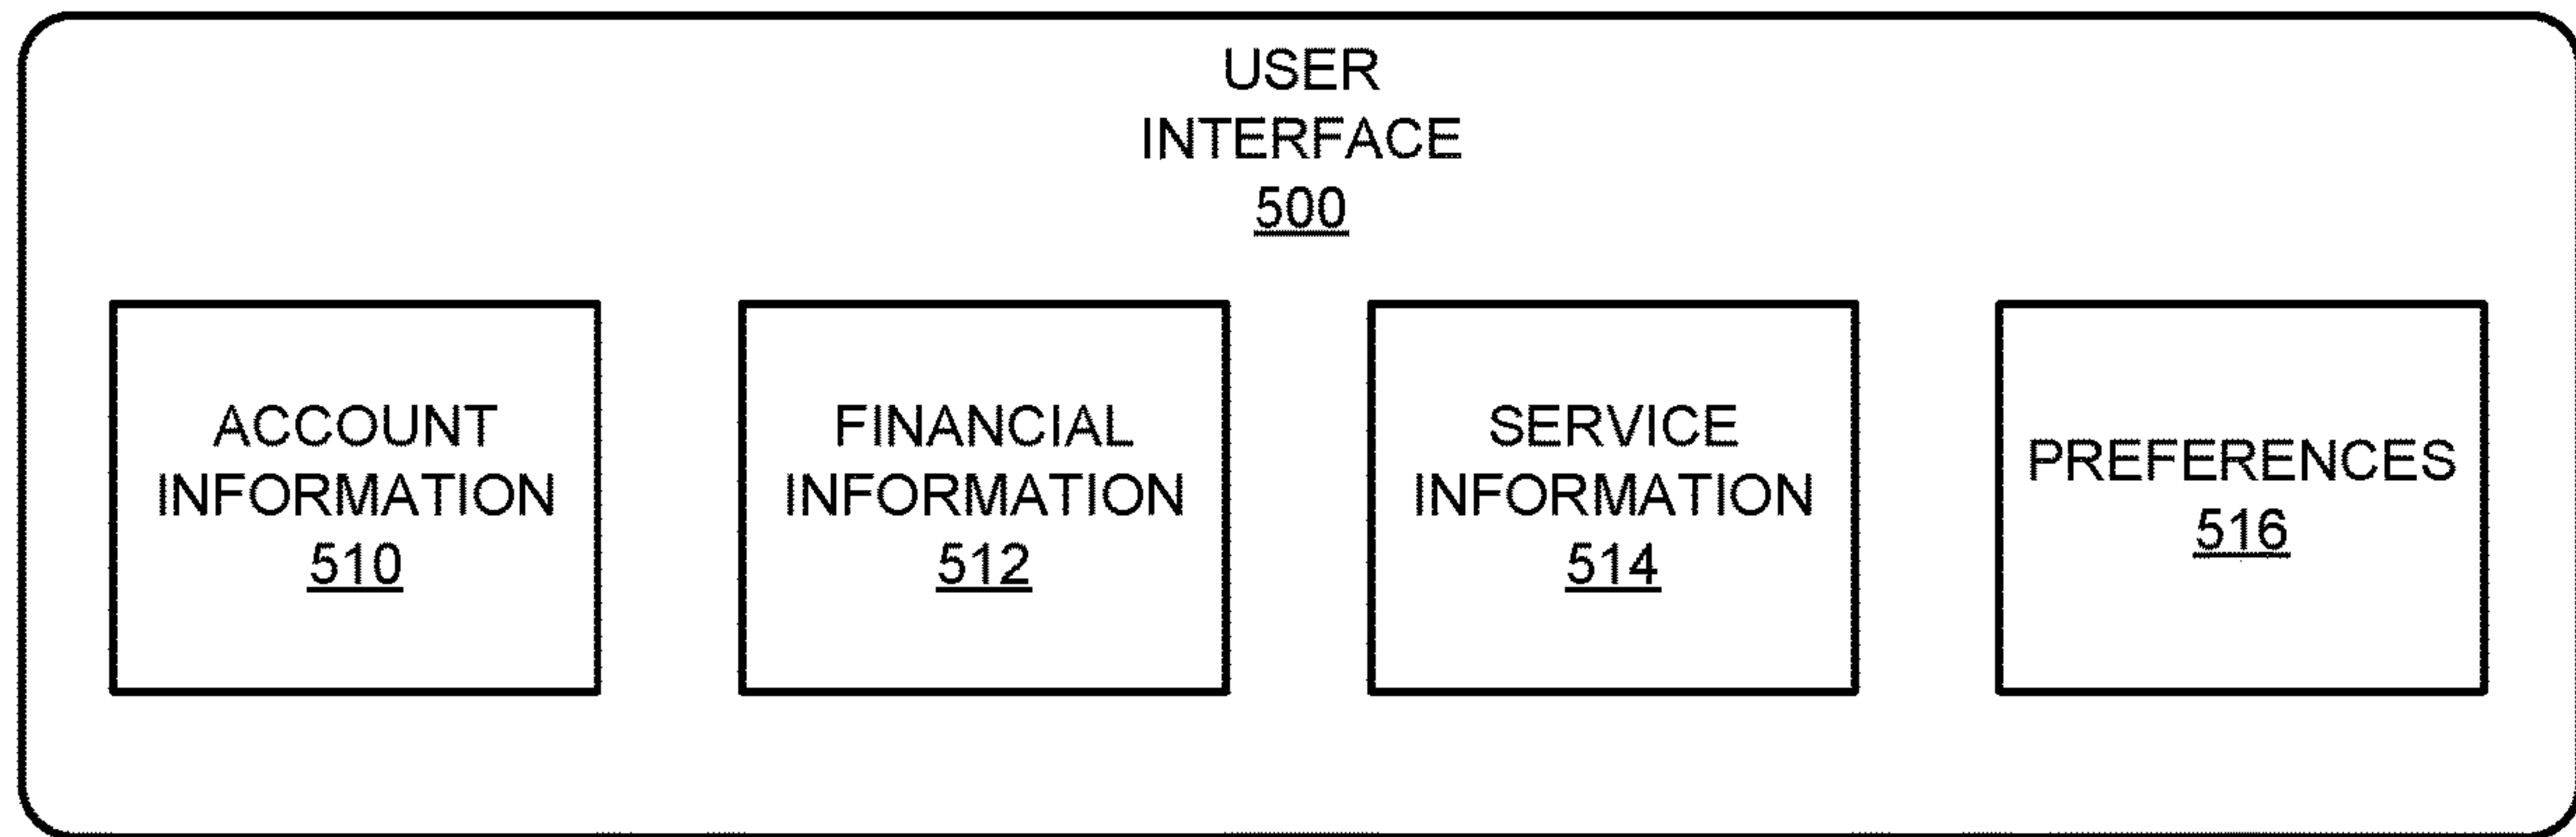 USER
INTERFACE
500
ACCOUNT
INFORMATION
510
FINANCIAL
INFORMATION
512
SERVICE
INFORMATION
514
PREFERENCES
516